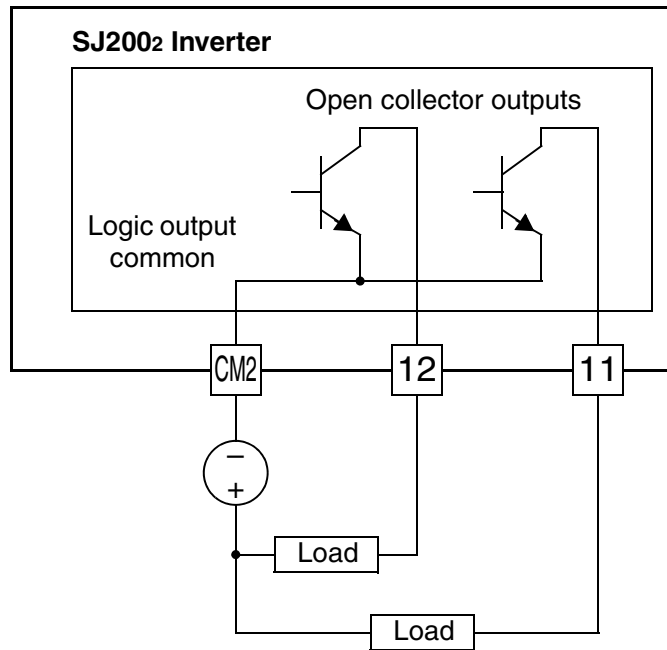 SJ2002 Inverter
Open collector outputs
Logic output
common
CM2
12
11
–
+
Load
Load